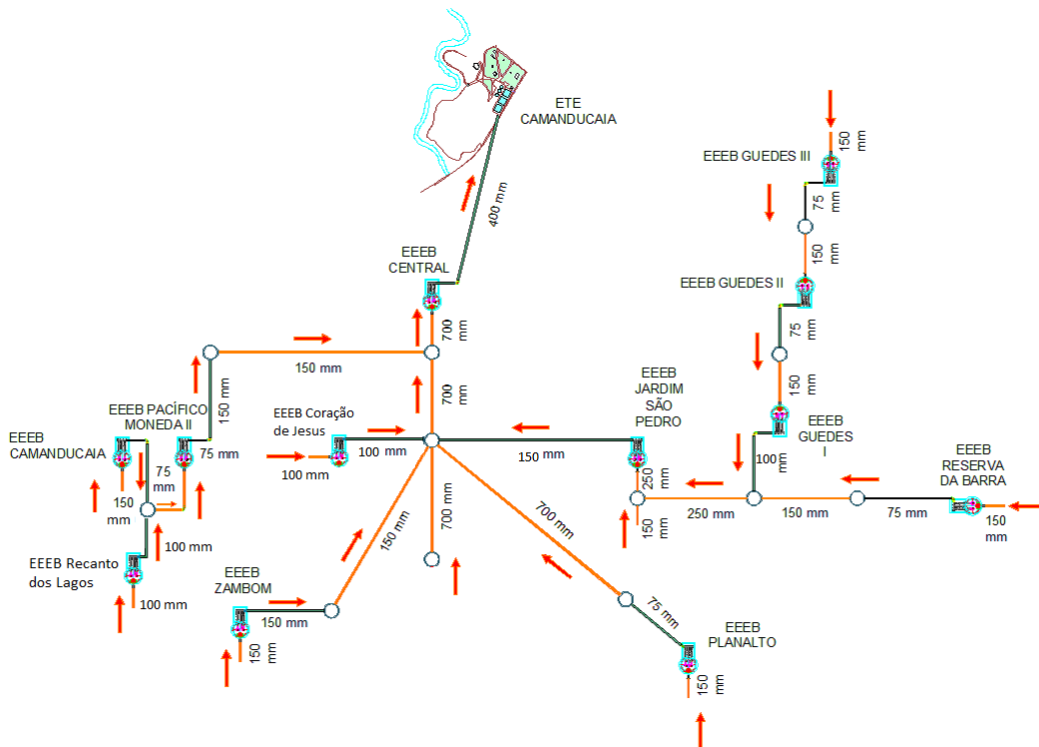 ETE
CAMANDUCAIA
400 mm
EEEB
CENTRAL
700
mm
700
mm
150 mm
EEEB PACÍFICO
MONEDA II
150 mm
75 mm
EEEB
CAMANDUCAIA
75
mm
150
mm
100 mm
EEEB Recanto
dos Lagos
100 mm
EEEB Coração
de Jesus
100 mm
100 mm
EEEB
ZAMBOM
150 mm
150
mm
150 mm
700 mm
700 mm
75 mm
EEEB
PLANALTO
150
mm
EEEB
JARDIM
SÃO
PEDRO
150 mm
250
mm
150
mm
250 mm
150 mm
75 mm
EEEB
RESERVA
DA BARRA
150
mm
EEEB GUEDES III
150
mm
75
mm
150
mm
EEEB GUEDES II
75
mm
150
mm
EEEB
GUEDES
I
100 mm